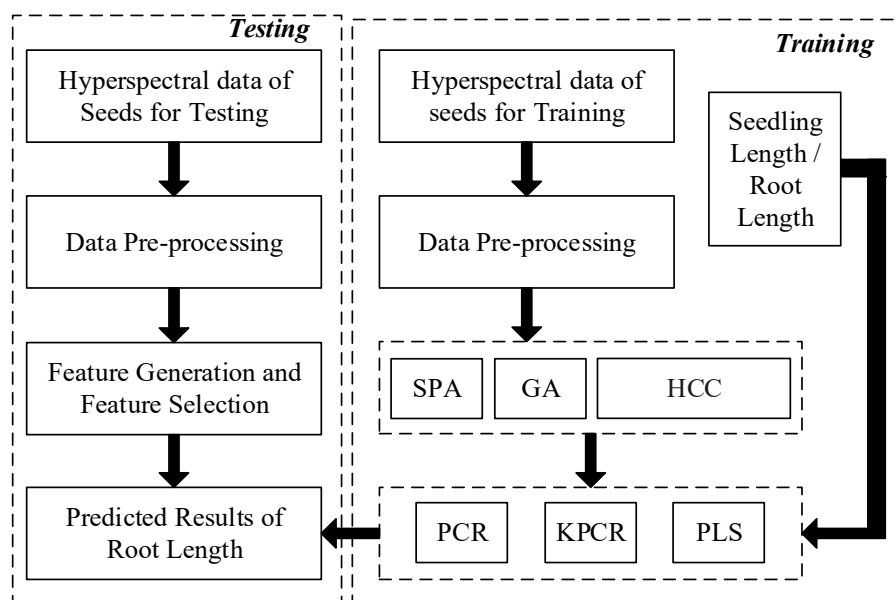 Testing
Hyperspectral data of
Seeds for Testing
Data Pre-processing
Feature Generation and
Feature Selection
Predicted Results of
Root Length
Training
Hyperspectral data of
seeds for Training
Seedling
Length /
Root
Length
Data Pre-processing
SPA
GA
HCC
PCR
KPCR
PLS